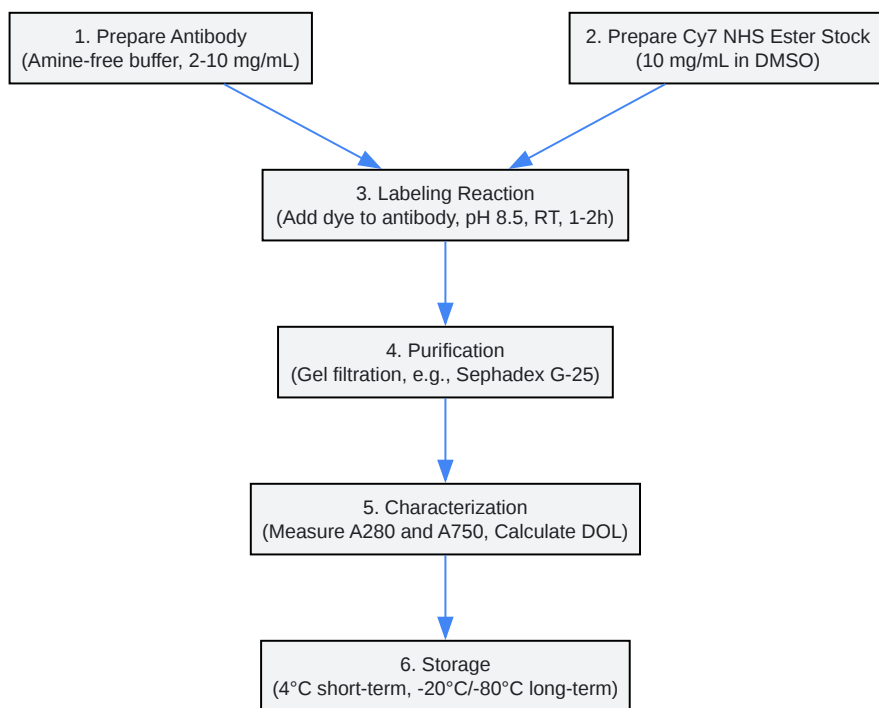 1. Prepare Antibody
(Amine-free buffer, 2-10 mg/mL)
2. Prepare Cy7 NHS Ester Stock
(10 mg/mL in DMSO)
3. Labeling Reaction
(Add dye to antibody, pH 8.5, RT, 1-2h)
4. Purification
(Gel filtration, e.g., Sephadex G-25)
5. Characterization
(Measure A280 and A750, Calculate DOL)
6. Storage
(4°C short-term, -20°C/-80°C long-term)